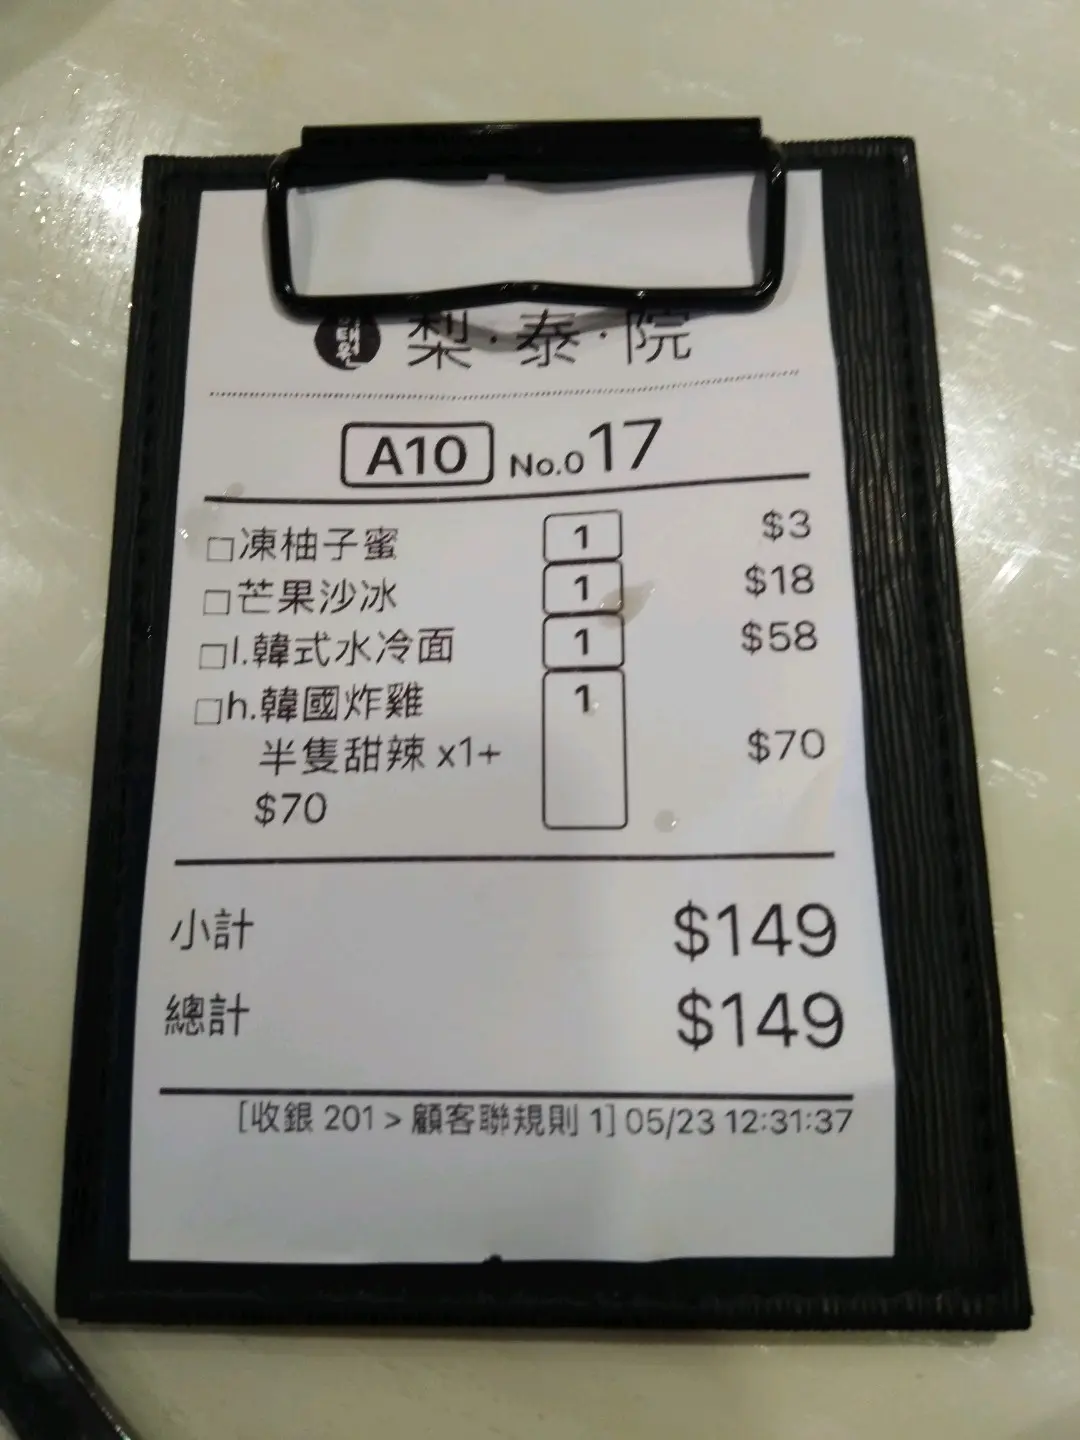 梨·泰·院
A10 No.017
□凍柚子蜜 1 $3
□芒果沙冰 1 $18
□l.韓式水冷面 1 $58
□h.韓國炸雞 1
半隻甜辣 x1+ $70
$70
小計 $149
總計 $149
[收銀 201 > 顧客聯規則 1] 05/23 12:31:37